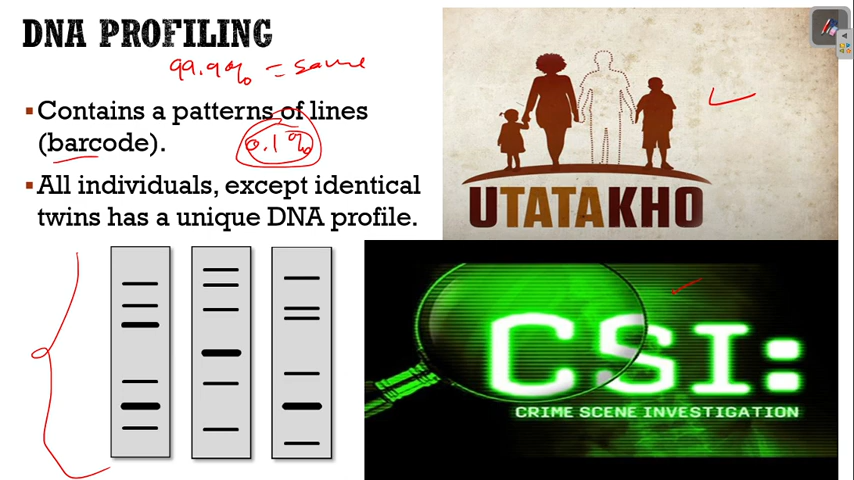 DNA PROFILING
99.9% = same
▪Contains a patterns of lines
(barcode).
0.1%
▪All individuals, except identical
twins has a unique DNA profile.
UTATAKHO
CSI:
CRIME SCENE INVESTIGATION